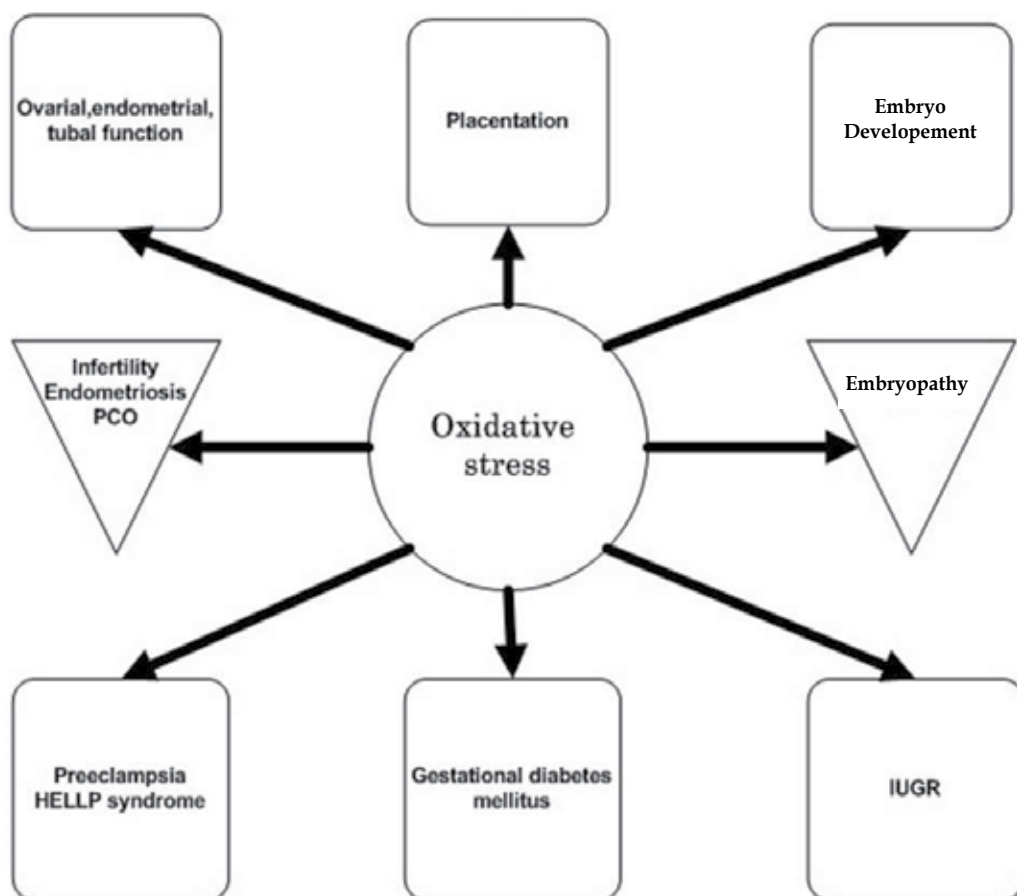 Ovarial,endometrial,
tubal function
Placentation
Embryo
Developement
Infertility
Endometriosis
PCO
Oxidative
stress
Embryopathy
Preeclampsia
HELLP syndrome
Gestational diabetes
mellitus
IUGR